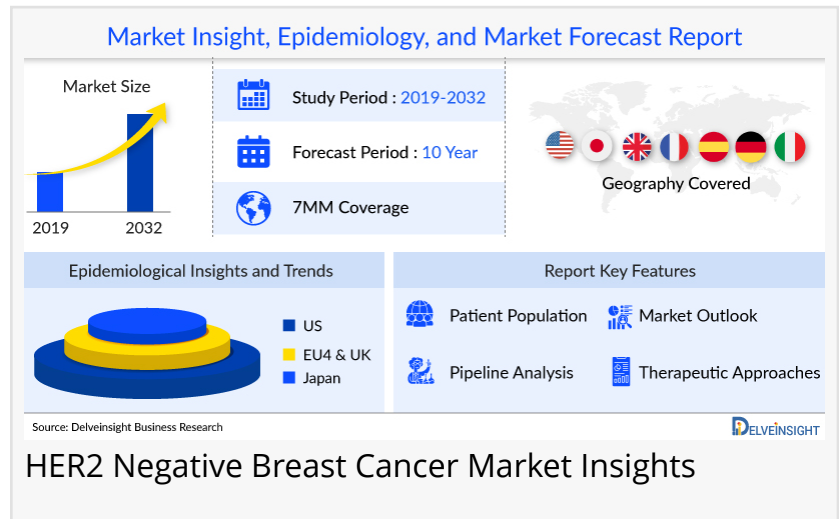 Market Insight, Epidemiology, and Market Forecast Report
Market Size
2019
2032
Study Period : 2019-2032
Forecast Period : 10 Year
7MM Coverage
Geography Covered
Epidemiological Insights and Trends
US
EU4 & UK
Japan
Report Key Features
Patient Population
Market Outlook
Pipeline Analysis
Therapeutic Approaches
Source: Delveinsight Business Research
DELVEINSIGHT
HER2 Negative Breast Cancer Market Insights